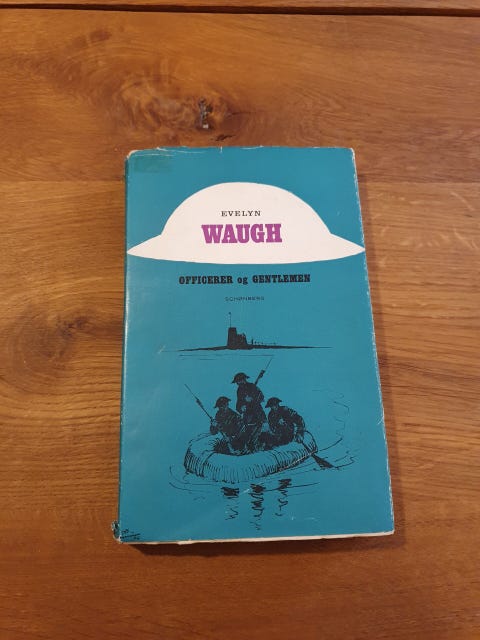 EVELYN
WAUGH
OFFICERER og GENTLEMEN
SCHØNBERG